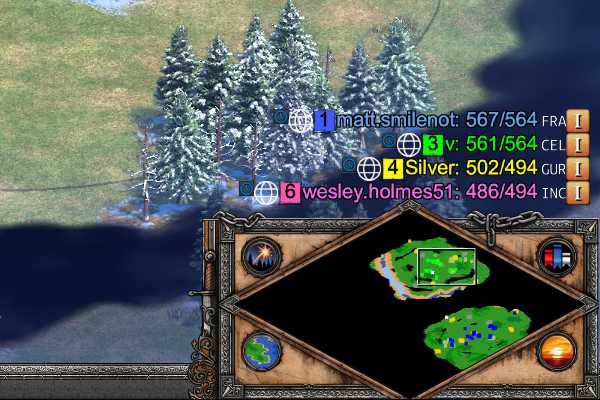 1 matt.smilenot: 567/564 FRA I
3 v: 561/564 CEL I
4 Silver: 502/494 GUR I
6 wesley.holmes51: 486/494 INC I